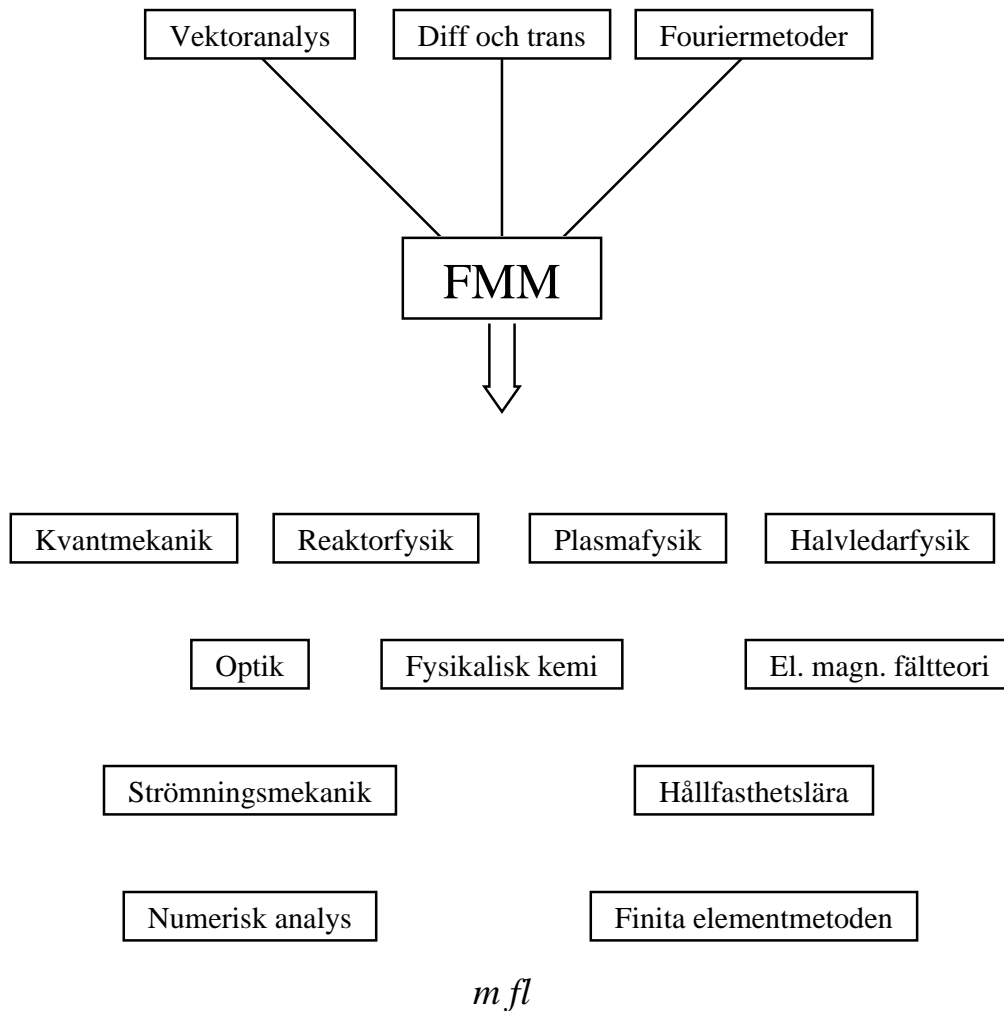 Vektoranalys Diff och trans Fouriermetoder
FMM
Kvantmekanik Reaktorfysik Plasmafysik Halvledarfysik
Optik Fysikalisk kemi El. magn. fältteori
Strömningsmekanik Hållfasthetslära
Numerisk analys Finita elementmetoden
m fl